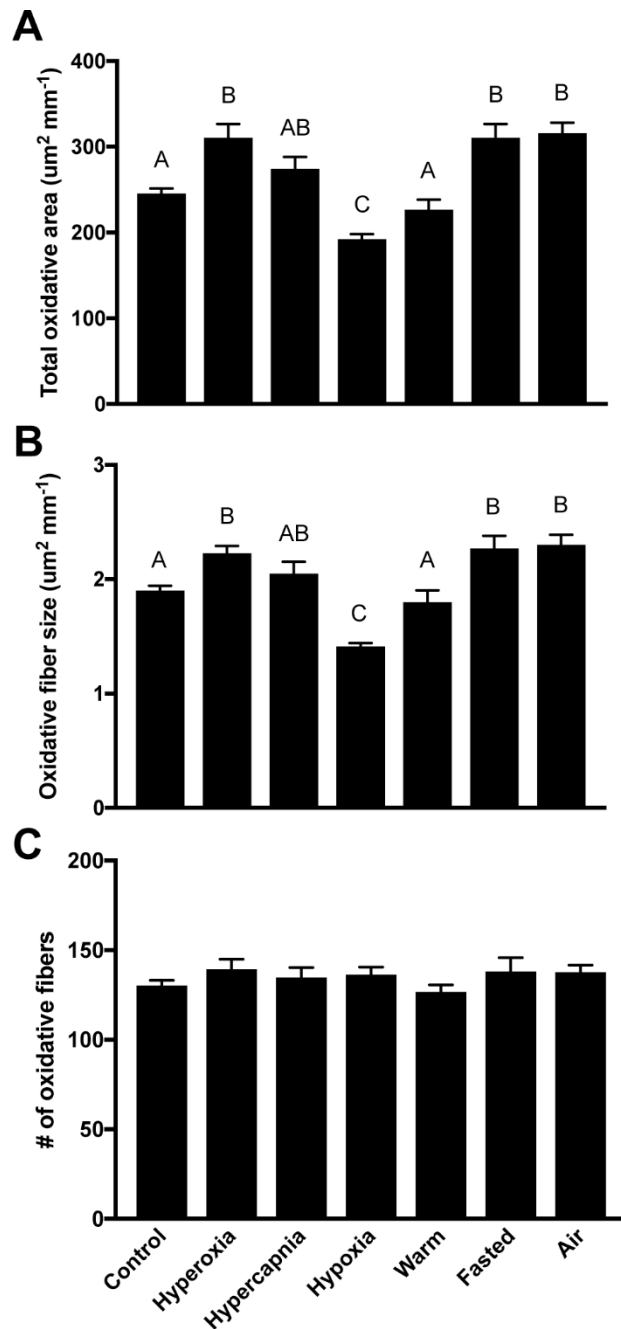 A
Total oxidative area (um² mm⁻¹)
400
300
200
100
0
A
B
AB
C
A
B
B
B
Oxidative fiber size (um² mm⁻¹)
3
2
1
0
A
B
AB
C
A
B
B
C
# of oxidative fibers
200
150
100
50
0
Control
Hyperoxia
Hypercapnia
Hypoxia
Warm
Fasted
Air